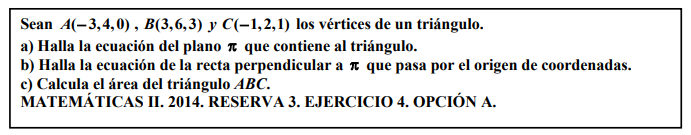 Sean A(−3,4,0) , B(3,6,3) y C(−1,2,1) los vértices de un triángulo.
a) Halla la ecuación del plano π que contiene al triángulo.
b) Halla la ecuación de la recta perpendicular a π que pasa por el origen de coordenadas.
c) Calcula el área del triángulo ABC.
MATEMÁTICAS II. 2014. RESERVA 3. EJERCICIO 4. OPCIÓN A.